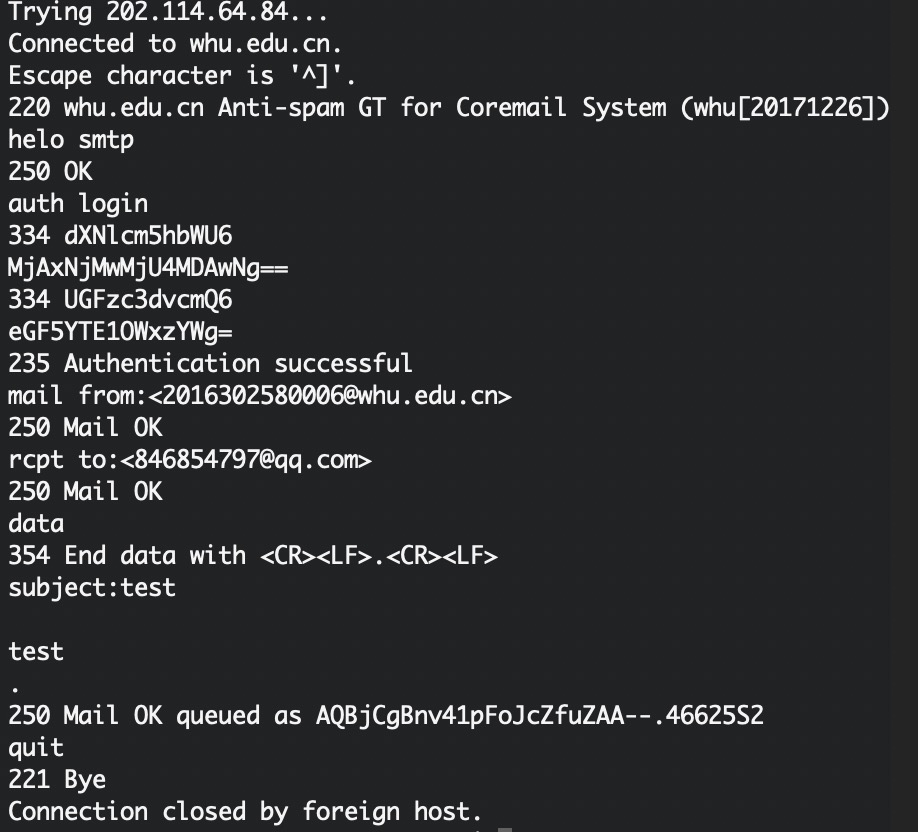 Trying 202.114.64.84...
Connected to whu.edu.cn.
Escape character is '^]'.
220 whu.edu.cn Anti-spam GT for Coremail System (whu[20171226])
helo smtp
250 OK
auth login
334 dXNlcm5hbWU6
MjAxNjMwMjU4MDAwNg==
334 UGFzc3dvcmQ6
eGF5YTE1OWxzYWg=
235 Authentication successful
mail from:<2016302580006@whu.edu.cn>
250 Mail OK
rcpt to:<846854797@qq.com>
250 Mail OK
data
354 End data with <CR><LF>.<CR><LF>
subject:test

test
.
250 Mail OK queued as AQBjCgBnv41pFoJcZfuZAA--.46625S2
quit
221 Bye
Connection closed by foreign host.